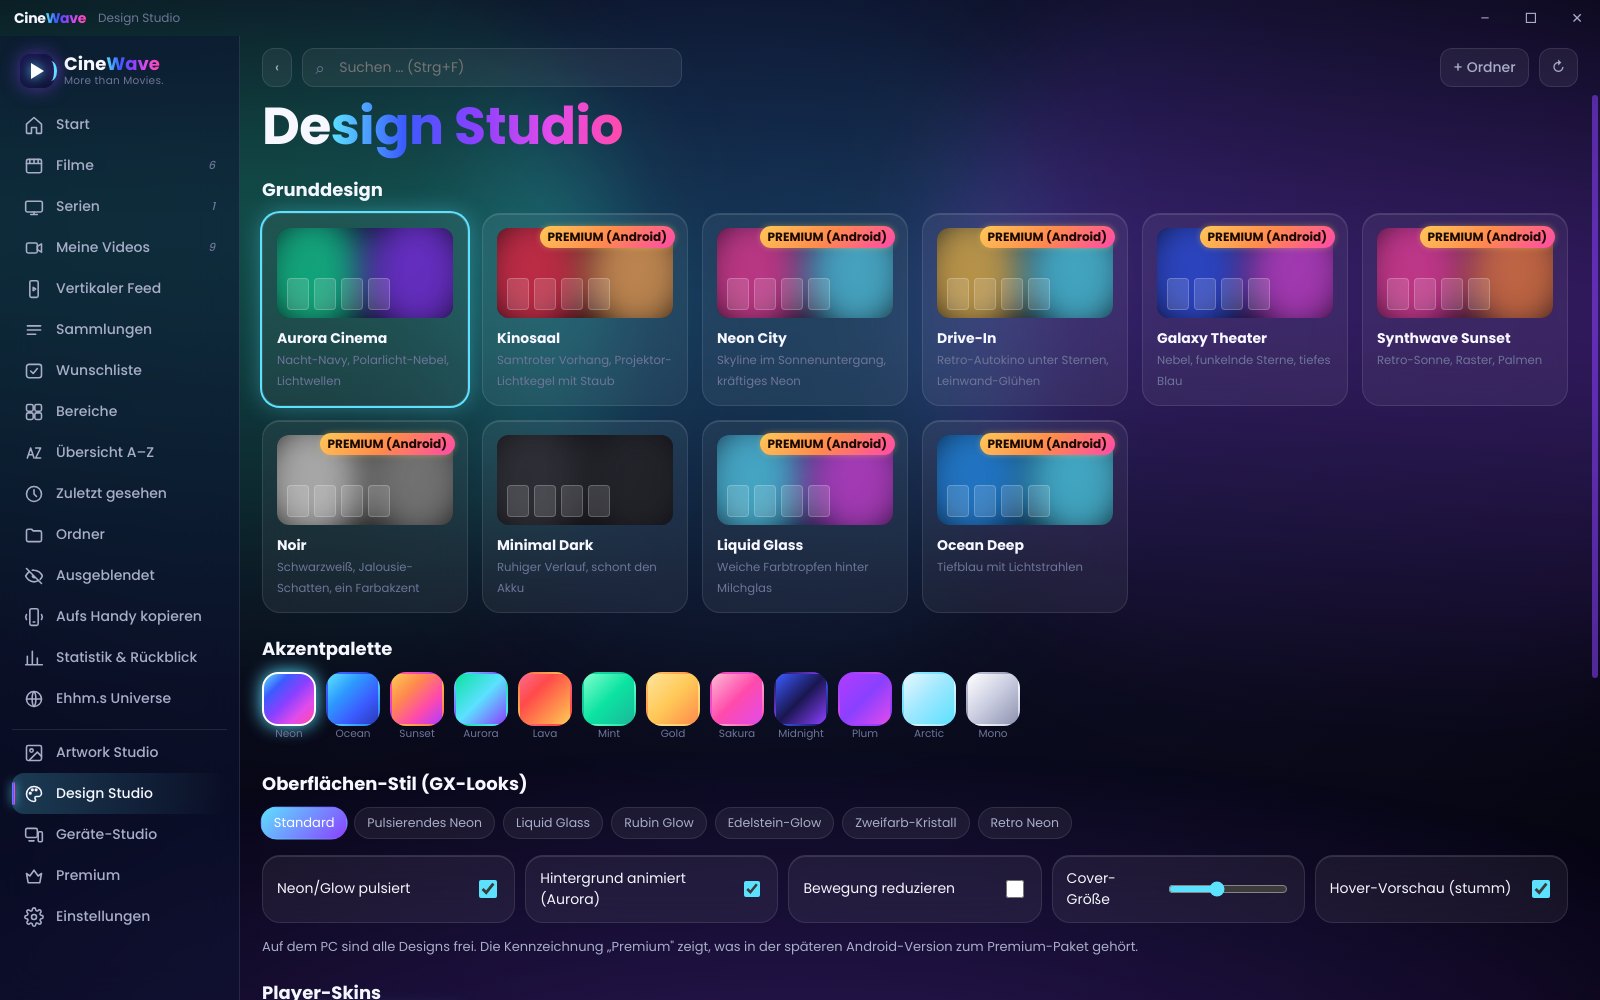 CineWave Design Studio
CineWave
More than Movies.
Start
Filme 6
Serien 1
Meine Videos 9
Vertikaler Feed
Sammlungen
Wunschliste
Bereiche
AZ Übersicht A–Z
Zuletzt gesehen
Ordner
Ausgeblendet
Aufs Handy kopieren
Statistik & Rückblick
Ehhm.s Universe
Artwork Studio
Design Studio
Geräte-Studio
Premium
Einstellungen
Suchen ... (Strg+F)
+ Ordner
Design Studio
Grunddesign
Aurora Cinema
Nacht-Navy, Polarlicht-Nebel,
Lichtwellen
PREMIUM (Android)
Kinosaal
Samtroter Vorhang, Projektor-
Lichtkegel mit Staub
PREMIUM (Android)
Neon City
Skyline im Sonnenuntergang,
kräftiges Neon
PREMIUM (Android)
Drive-In
Retro-Autokino unter Sternen,
Leinwand-Glühen
PREMIUM (Android)
Galaxy Theater
Nebel, funkelnde Sterne, tiefes
Blau
PREMIUM (Android)
Synthwave Sunset
Retro-Sonne, Raster, Palmen
PREMIUM (Android)
Noir
Schwarzweiß, Jalousie-
Schatten, ein Farbakzent
Minimal Dark
Ruhiger Verlauf, schont den
Akku
PREMIUM (Android)
Liquid Glass
Weiche Farbtropfen hinter
Milchglas
PREMIUM (Android)
Ocean Deep
Tiefblau mit Lichtstrahlen
Akzentpalette
Neon Ocean Sunset Aurora Lava Mint Gold Sakura Midnight Plum Arctic Mono
Oberflächen-Stil (GX-Looks)
Standard Pulsierendes Neon Liquid Glass Rubin Glow Edelstein-Glow Zweifarb-Kristall Retro Neon
Neon/Glow pulsiert
Hintergrund animiert
(Aurora)
Bewegung reduzieren
Cover-
Größe
Hover-Vorschau (stumm)
Auf dem PC sind alle Designs frei. Die Kennzeichnung „Premium" zeigt, was in der späteren Android-Version zum Premium-Paket gehört.
Player-Skins